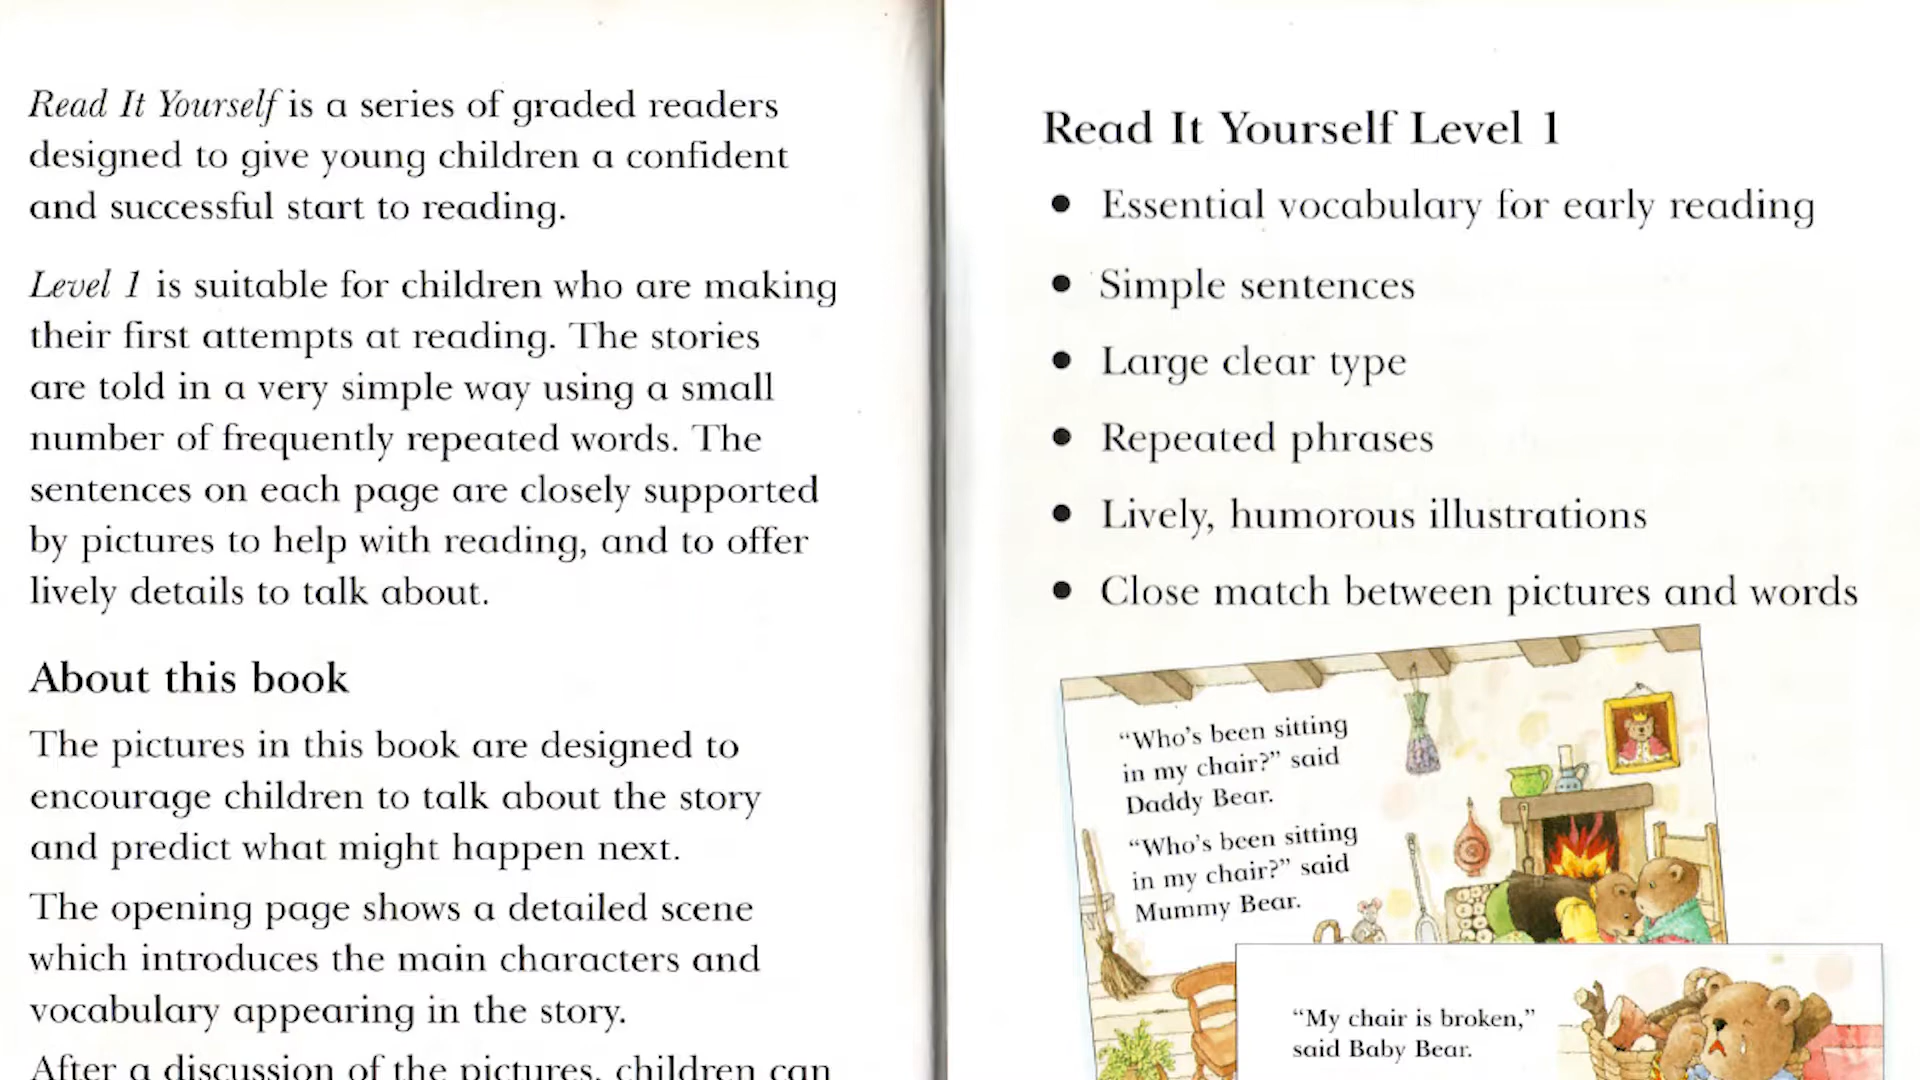 Read It Yourself is a series of graded readers
designed to give young children a confident
and successful start to reading.
Level 1 is suitable for children who are making
their first attempts at reading. The stories
are told in a very simple way using a small
number of frequently repeated words. The
sentences on each page are closely supported
by pictures to help with reading, and to offer
lively details to talk about.
About this book
The pictures in this book are designed to
encourage children to talk about the story
and predict what might happen next.
The opening page shows a detailed scene
which introduces the main characters and
vocabulary appearing in the story.
After a discussion of the pictures, children can
Read It Yourself Level 1
• Essential vocabulary for early reading
• Simple sentences
• Large clear type
• Repeated phrases
• Lively, humorous illustrations
• Close match between pictures and words
“Who’s been sitting
in my chair?” said
Daddy Bear.
“Who’s been sitting
in my chair?” said
Mummy Bear.
“My chair is broken,”
said Baby Bear.